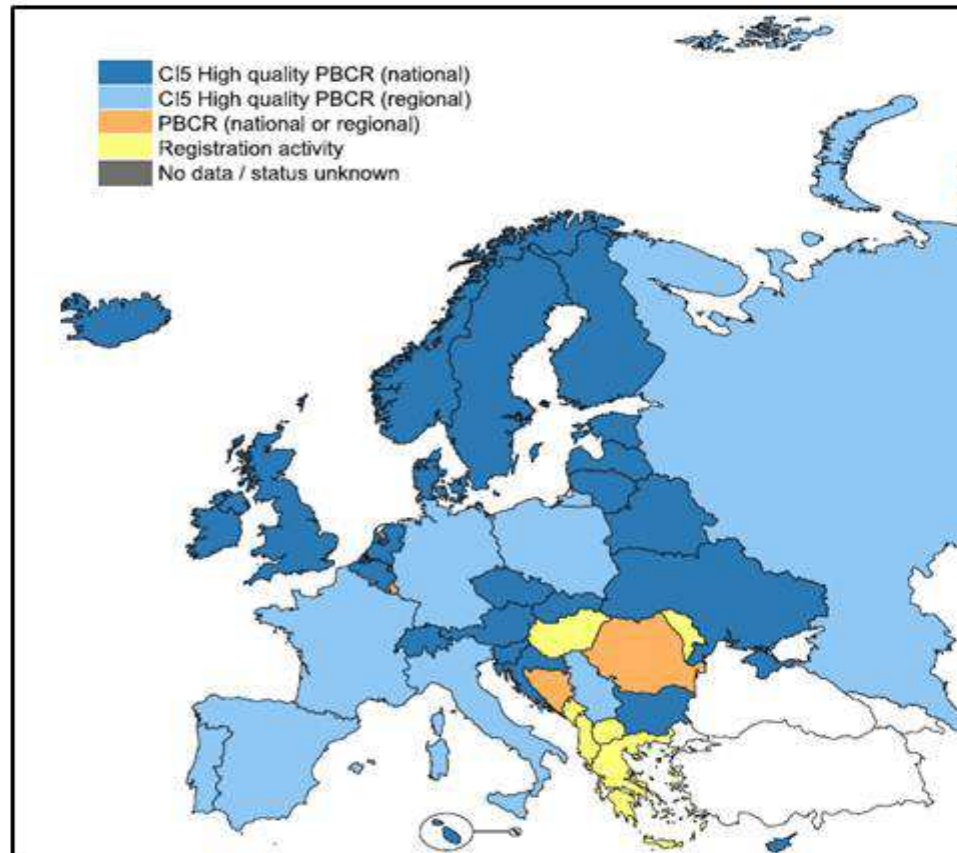 CI5 High quality PBCR (national)
CI5 High quality PBCR (regional)
PBCR (national or regional)
Registration activity
No data / status unknown